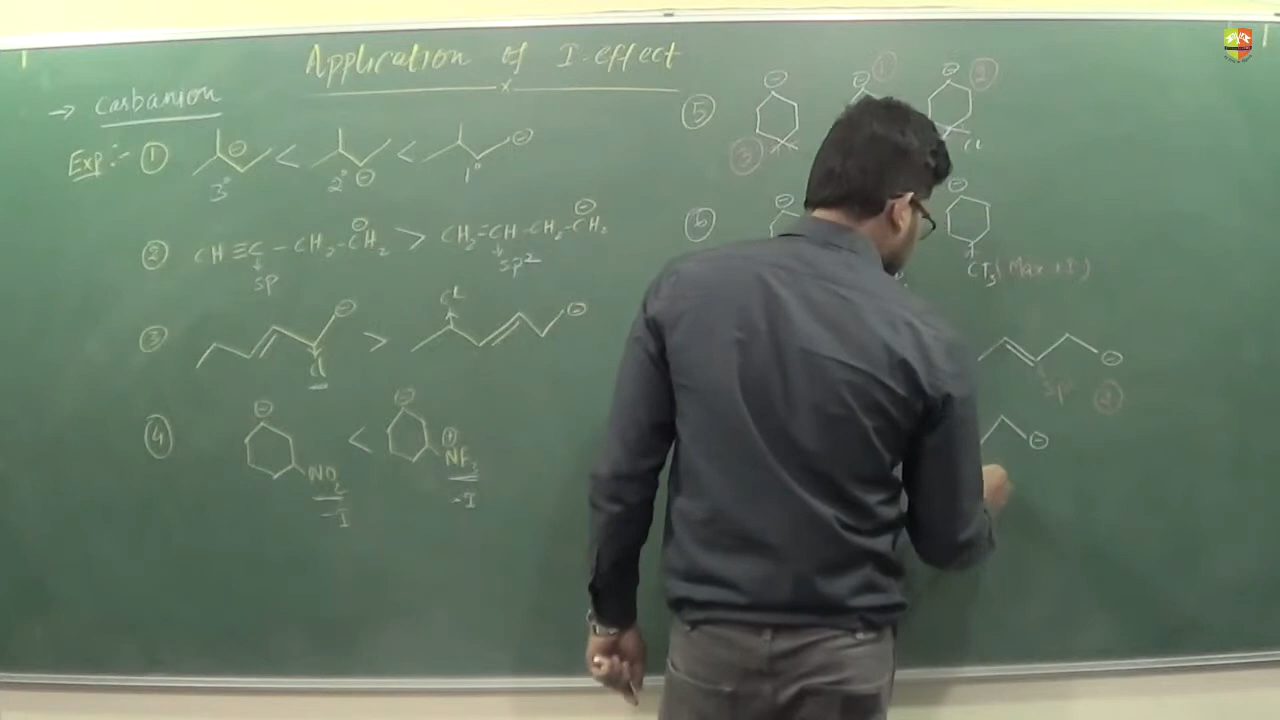 Application of I-effect
→ Carbanion
Exp:- ① ⊖ < ⊖ < ⊖
3° 2° 1°
② CH≡C-CH₂-CH₂⊖ > CH₂=CH-CH₂-CH₂⊖
sp sp²
③ ⊖ > Cl ⊖
Cl
④ ⊖ < ⊖
NO₂ ⊕NF₃
-I -I
⑤ ⊖ ⊖ ① ⊖ ②
③ Cl
⑥ ⊖ ⊖
CT₃ (Max +I)
⊖
sp² ②
⊖